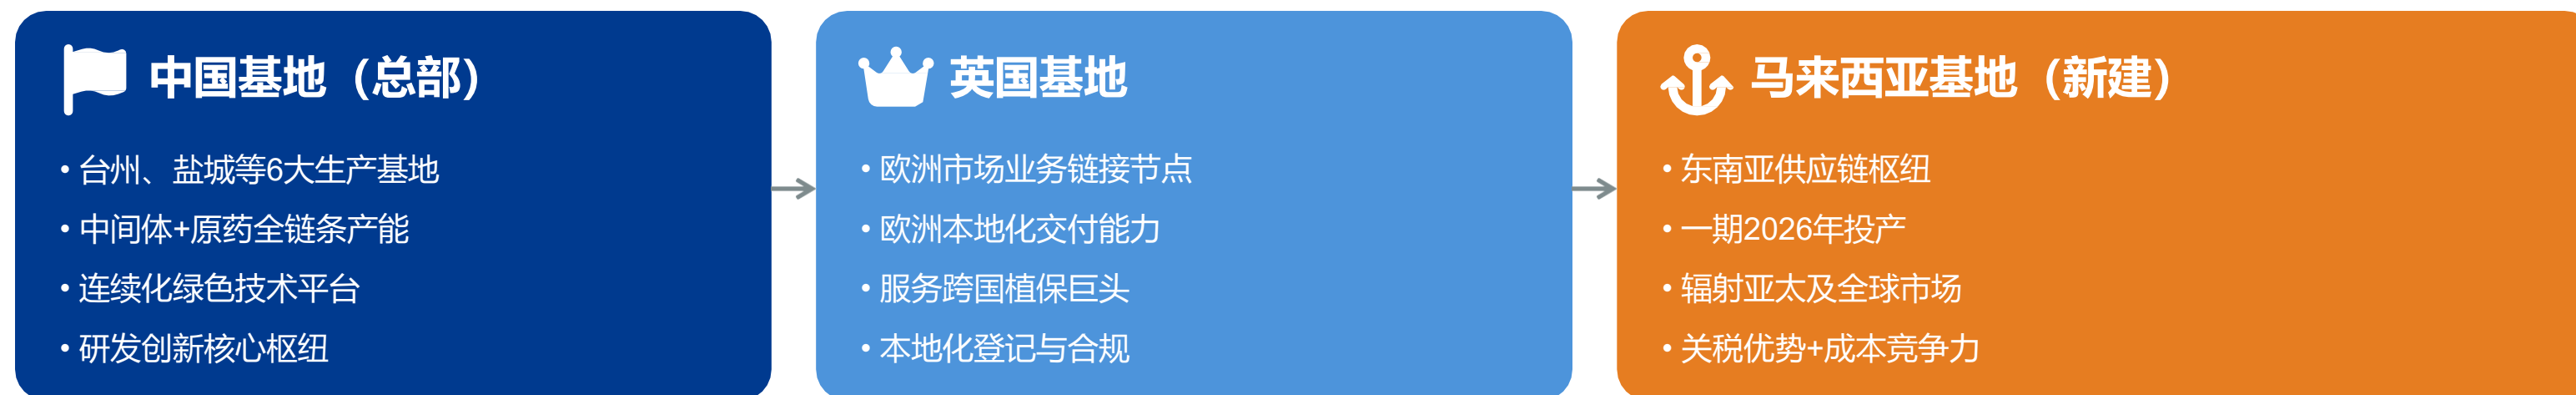 中国基地（总部）
• 台州、盐城等6大生产基地
• 中间体+原药全链条产能
• 连续化绿色技术平台
• 研发创新核心枢纽
英国基地
• 欧洲市场业务链接节点
• 欧洲本地化交付能力
• 服务跨国植保巨头
• 本地化登记与合规
马来西亚基地（新建）
• 东南亚供应链枢纽
• 一期2026年投产
• 辐射亚太及全球市场
• 关税优势+成本竞争力